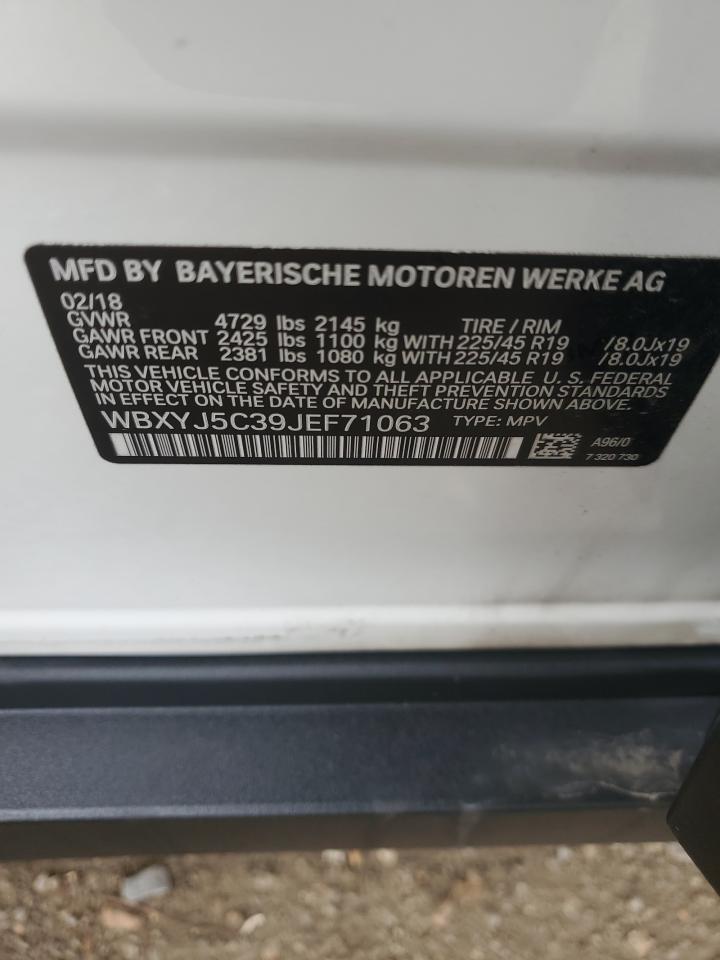 MFD BY BAYERISCHE MOTOREN WERKE AG
02/18
GVWR 4729 lbs 2145 kg TIRE / RIM
GAWR FRONT 2425 lbs 1100 kg WITH 225/45 R19 /8.0Jx19
GAWR REAR 2381 lbs 1080 kg WITH 225/45 R19 /8.0Jx19
THIS VEHICLE CONFORMS TO ALL APPLICABLE U. S. FEDERAL
MOTOR VEHICLE SAFETY AND THEFT PREVENTION STANDARDS
IN EFFECT ON THE DATE OF MANUFACTURE SHOWN ABOVE.
WBXYJ5C39JEF71063 TYPE: MPV
A96/0
7 320 730